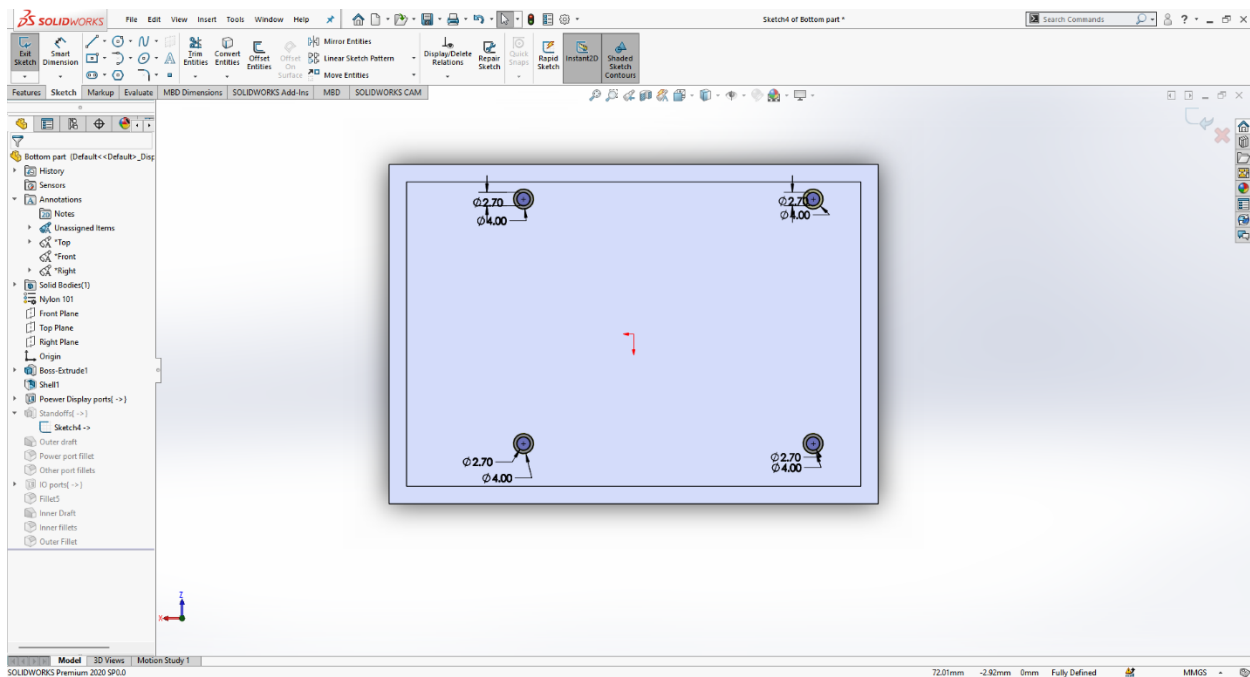 SOLIDWORKS File Edit View Insert Tools Window Help Sketch4 of Bottom part * Search Commands ?
Exit Sketch Smart Dimension Trim Entities Convert Entities Offset Entities Offset On Surface Mirror Entities Linear Sketch Pattern Move Entities Display/Delete Relations Repair Sketch Quick Snaps Rapid Sketch Instant2D Shaded Sketch Contours
Features Sketch Markup Evaluate MBD Dimensions SOLIDWORKS Add-Ins MBD SOLIDWORKS CAM
Bottom part (Default<<Default>_Disp
History
Sensors
Annotations
Notes
Unassigned Items
*Top
*Front
*Right
Solid Bodies(1)
Nylon 101
Front Plane
Top Plane
Right Plane
Origin
Boss-Extrude1
Shell1
Poewer Display ports( ->)
Standoffs( ->)
Sketch4 ->
Outer draft
Power port fillet
Other port fillets
IO ports( ->)
Fillet5
Inner Draft
Inner fillets
Outer Fillet
Ø2.70 Ø2.70
Ø4.00 Ø4.00
Ø2.70 Ø2.70
Ø4.00 Ø4.00
Z
X
Model 3D Views Motion Study 1
SOLIDWORKS Premium 2020 SP0.0 72.01mm -2.92mm 0mm Fully Defined MMGS